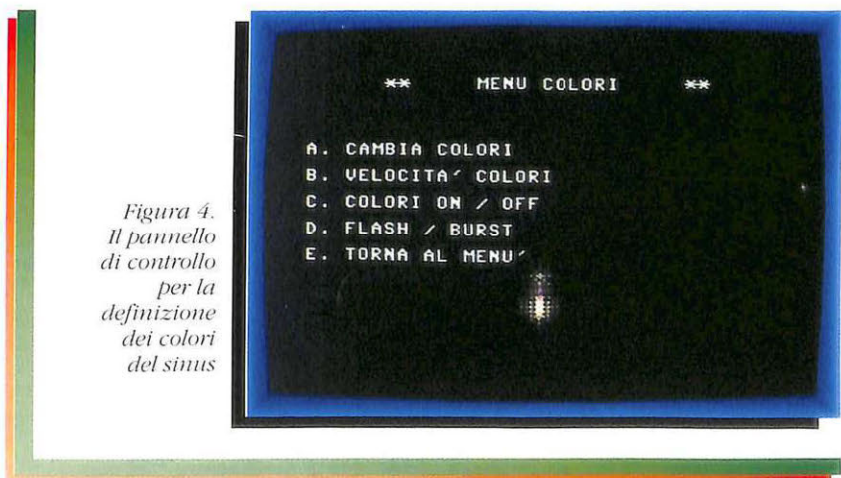 Figura 4.
Il pannello
di controllo
per la
definizione
dei colori
del sinus
** MENU COLORI **
A. CAMBIA COLORI
B. VELOCITA' COLORI
C. COLORI ON / OFF
D. FLASH / BURST
E. TORNA AL MENU'